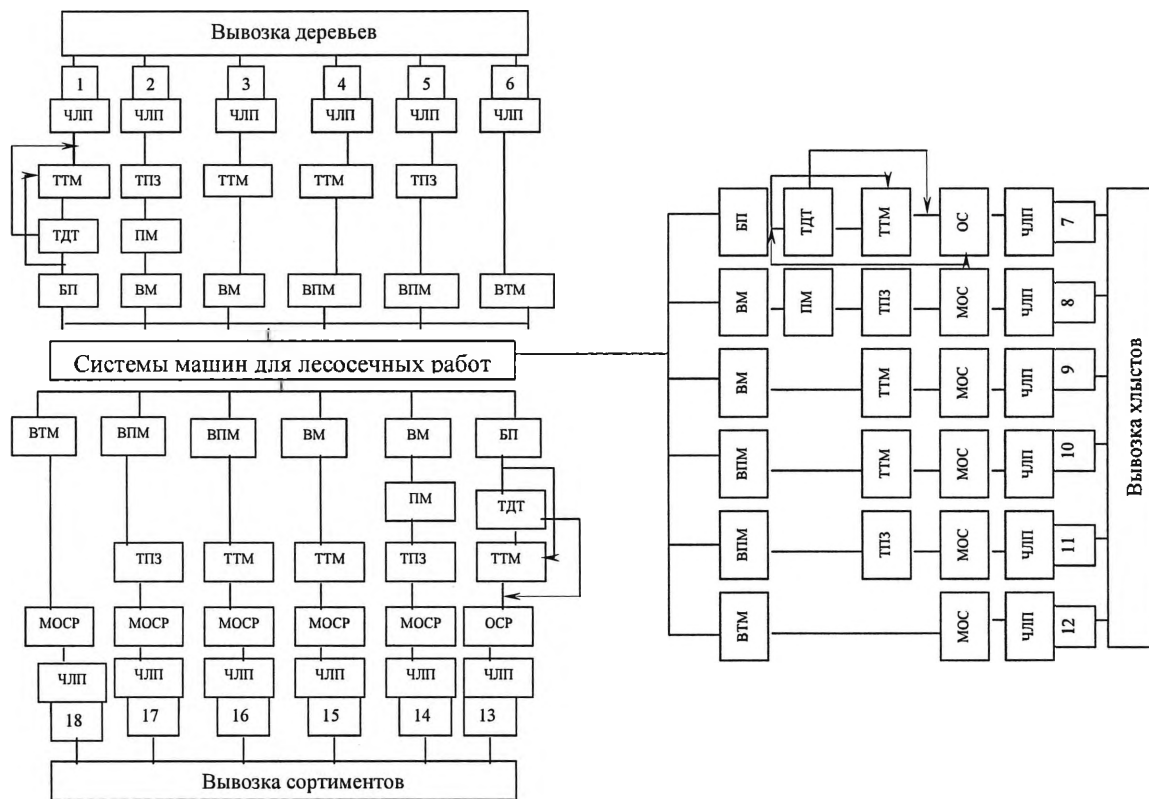 Вывозка деревьев
1 2 3 4 5 6
ЧЛП ЧЛП ЧЛП ЧЛП ЧЛП ЧЛП
ТТМ ТПЗ ТТМ ТТМ ТПЗ
ТДТ ПМ
БП ВМ ВМ ВПМ ВПМ ВТМ
Системы машин для лесосечных работ
ВТМ ВПМ ВПМ ВМ ВМ БП
ПМ ТДТ
ТПЗ ТТМ ТТМ ТПЗ ТТМ
МОСР МОСР МОСР МОСР МОСР ОСР
ЧЛП ЧЛП ЧЛП ЧЛП ЧЛП ЧЛП
18 17 16 15 14 13
Вывозка сортиментов
БП ТДТ ТТМ ОС ЧЛП 7
ВМ ПМ ТПЗ МОС ЧЛП 8
ВМ ТТМ МОС ЧЛП 9
ВПМ ТТМ МОС ЧЛП 10
ВПМ ТПЗ МОС ЧЛП 11
ВТМ МОС ЧЛП 12
Вывозка хлыстов